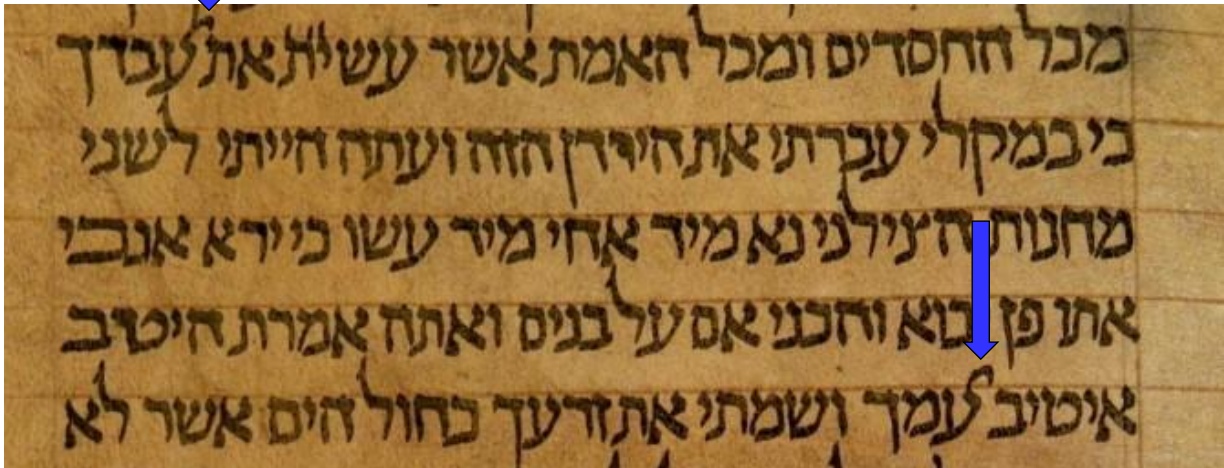 מכל החסדים ומכל האמת אשר עשית את עבדך
כי במקלי עברתי את הירדן הזה ועתה הייתי לשני
מחנות הצילני נא מיד אחי מיד עשו כי ירא אנכי
אתו פן יבוא והכני אם על בנים ואתה אמרת היטיב
איטיב עמך ושמתי את זרעך כחול הים אשר לא